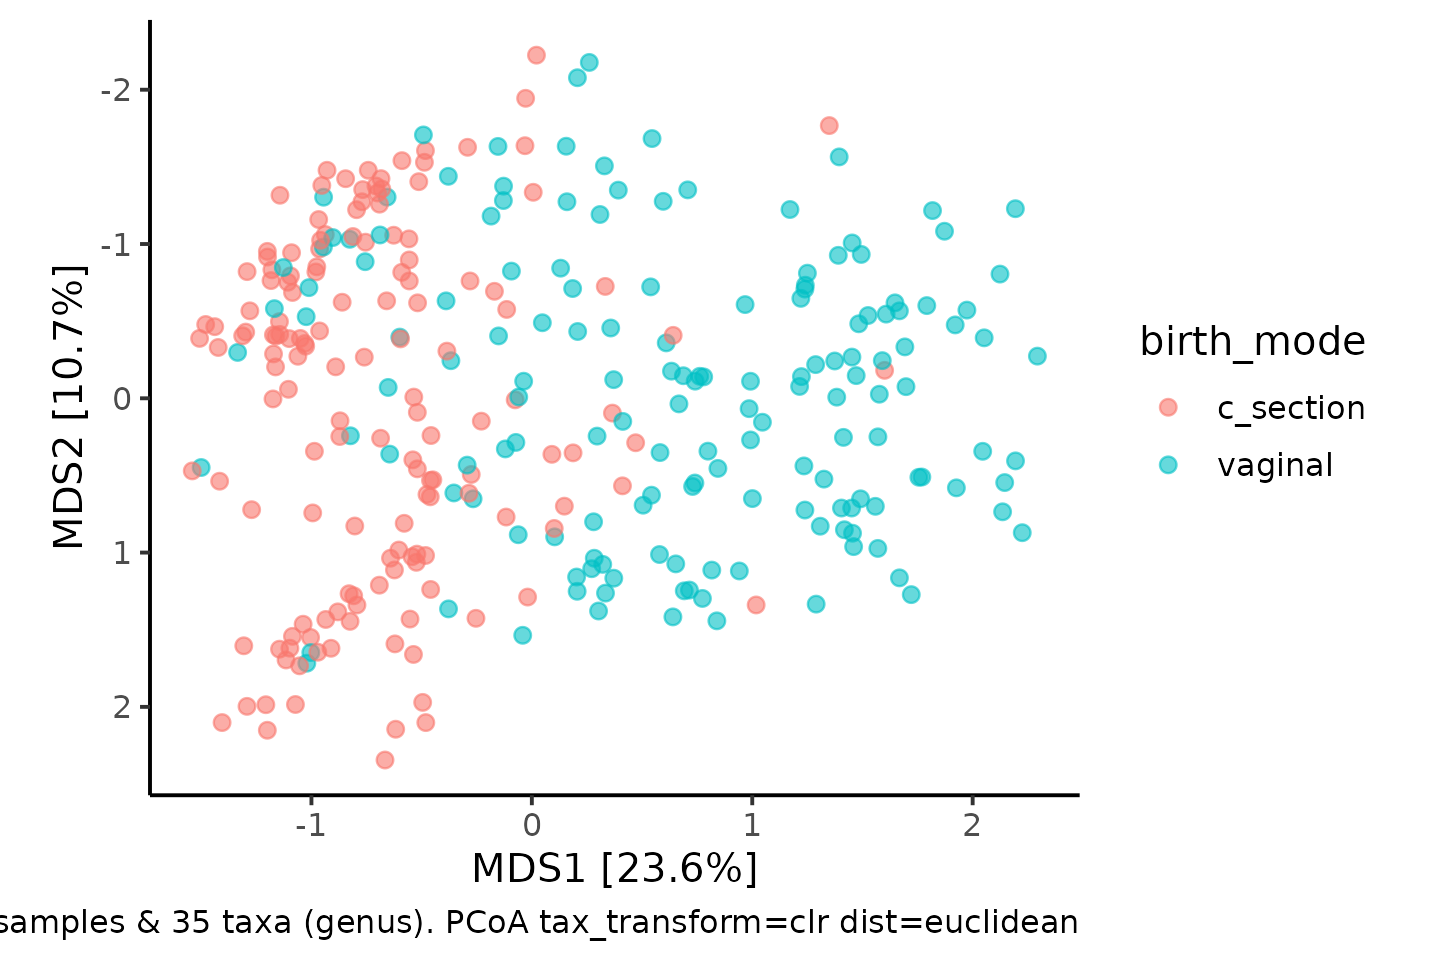 -2
-1
0
1
2
MDS2 [10.7%]
-1 0 1 2
MDS1 [23.6%]
birth_mode
c_section
vaginal
samples & 35 taxa (genus). PCoA tax_transform=clr dist=euclidean